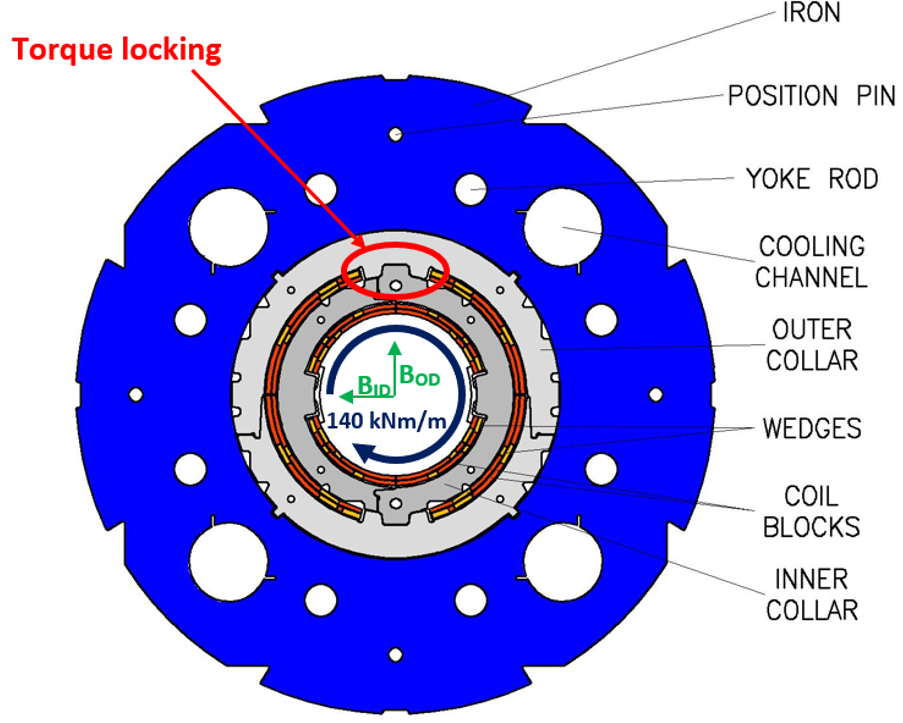 IRON
Torque locking
POSITION PIN
YOKE ROD
COOLING
CHANNEL
OUTER
COLLAR
BID
BOD
140 kNm/m
WEDGES
COIL
BLOCKS
INNER
COLLAR